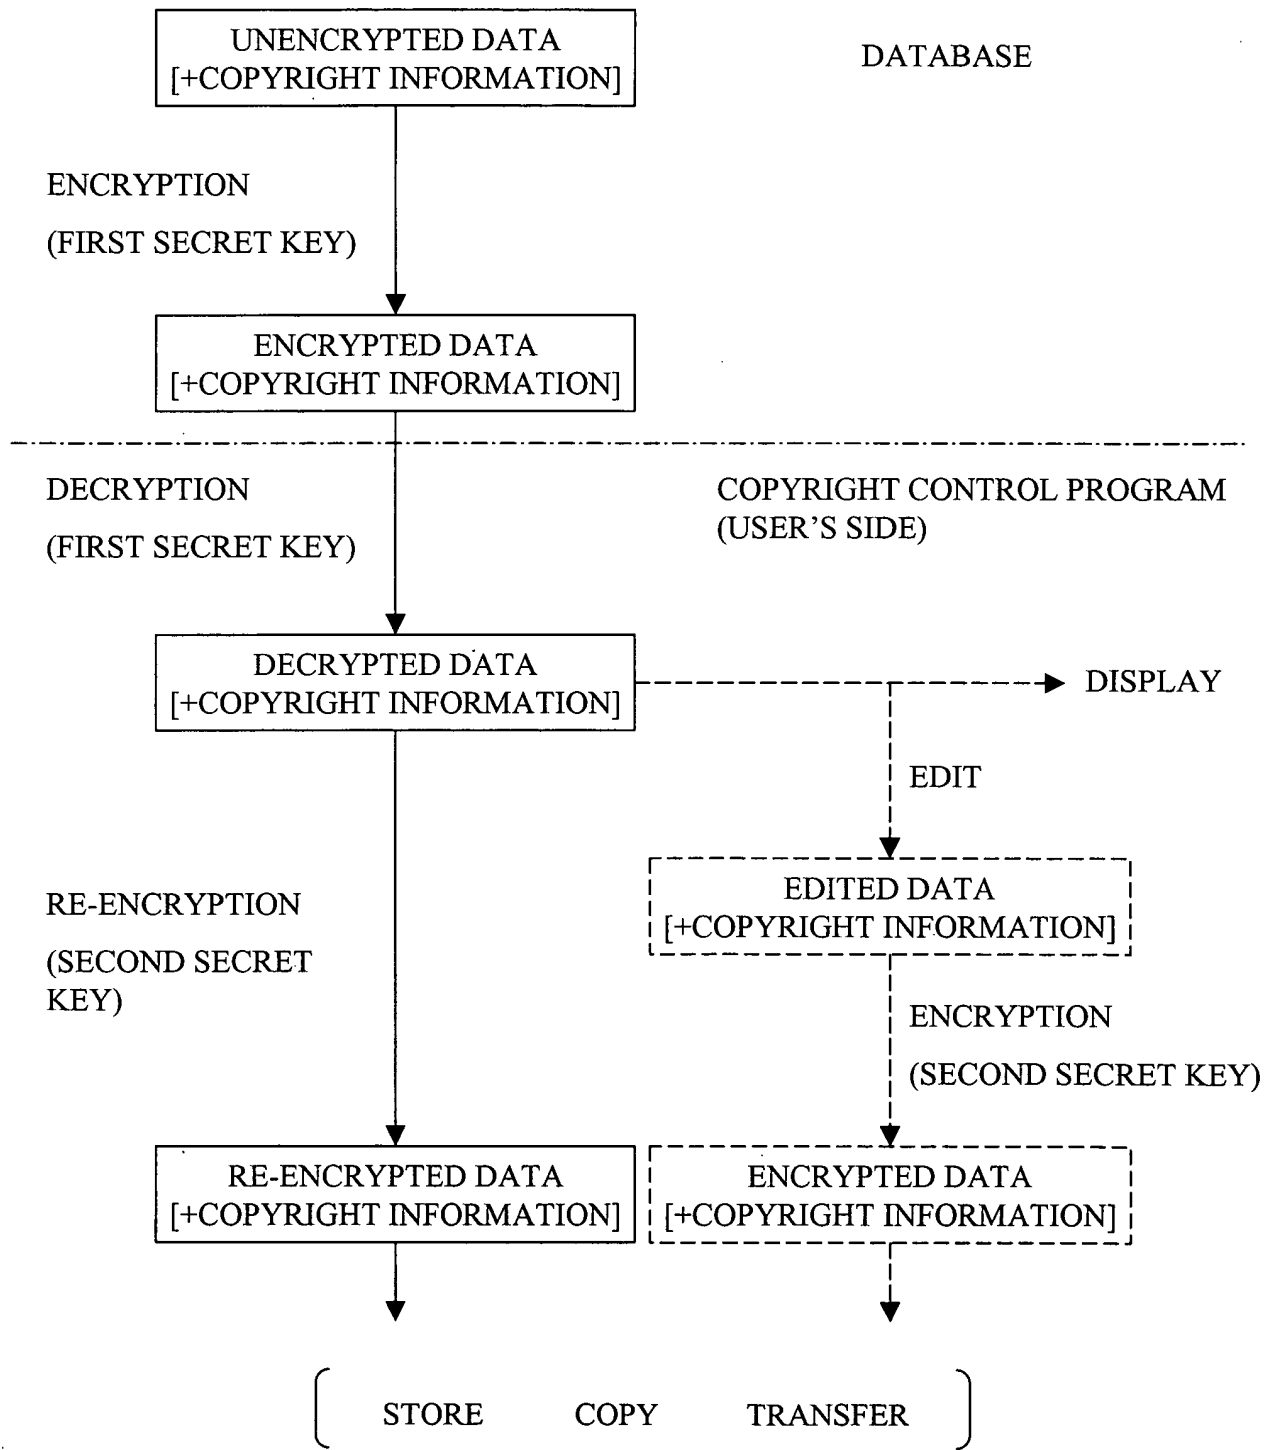 UNENCRYPTED DATA
[+COPYRIGHT INFORMATION]
DATABASE
ENCRYPTION
(FIRST SECRET KEY)
ENCRYPTED DATA
[+COPYRIGHT INFORMATION]
DECRYPTION
(FIRST SECRET KEY)
COPYRIGHT CONTROL PROGRAM
(USER'S SIDE)
DECRYPTED DATA
[+COPYRIGHT INFORMATION]
DISPLAY
EDIT
EDITED DATA
[+COPYRIGHT INFORMATION]
RE-ENCRYPTION
(SECOND SECRET
KEY)
ENCRYPTION
(SECOND SECRET KEY)
RE-ENCRYPTED DATA
[+COPYRIGHT INFORMATION]
ENCRYPTED DATA
[+COPYRIGHT INFORMATION]
STORE COPY TRANSFER